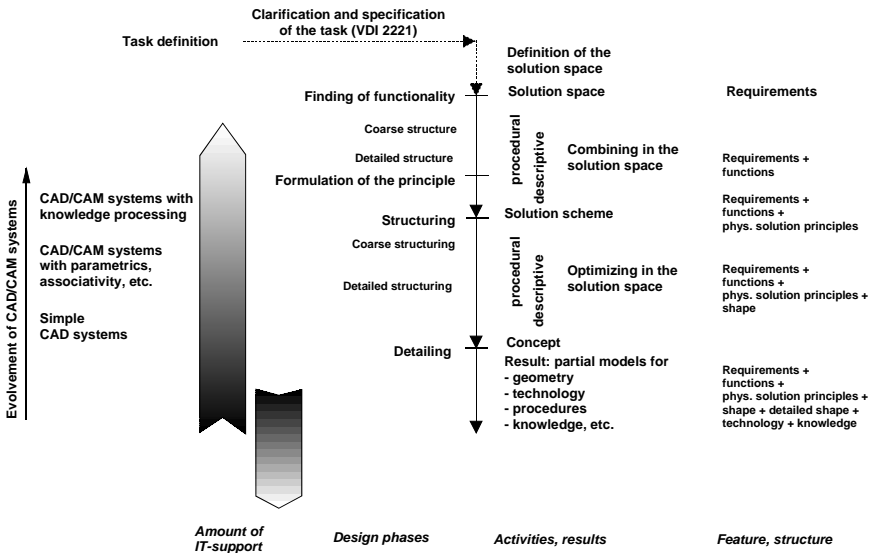 Clarification and specification
of the task (VDI 2221)
Task definition
Definition of the
solution space
Finding of functionality
Solution space
Requirements
Coarse structure
Detailed structure
procedural
descriptive
Combining in the
solution space
Requirements +
functions
Formulation of the principle
Evolvement of CAD/CAM systems
CAD/CAM systems with
knowledge processing
CAD/CAM systems
with parametrics,
associativity, etc.
Simple
CAD systems
Structuring
Solution scheme
Requirements +
functions +
phys. solution principles
Coarse structuring
Detailed structuring
procedural
descriptive
Optimizing in the
solution space
Requirements +
functions +
phys. solution principles +
shape
Detailing
Concept
Result: partial models for
- geometry
- technology
- procedures
- knowledge, etc.
Requirements +
functions +
phys. solution principles +
shape + detailed shape +
technology + knowledge
Amount of
IT-support
Design phases
Activities, results
Feature, structure